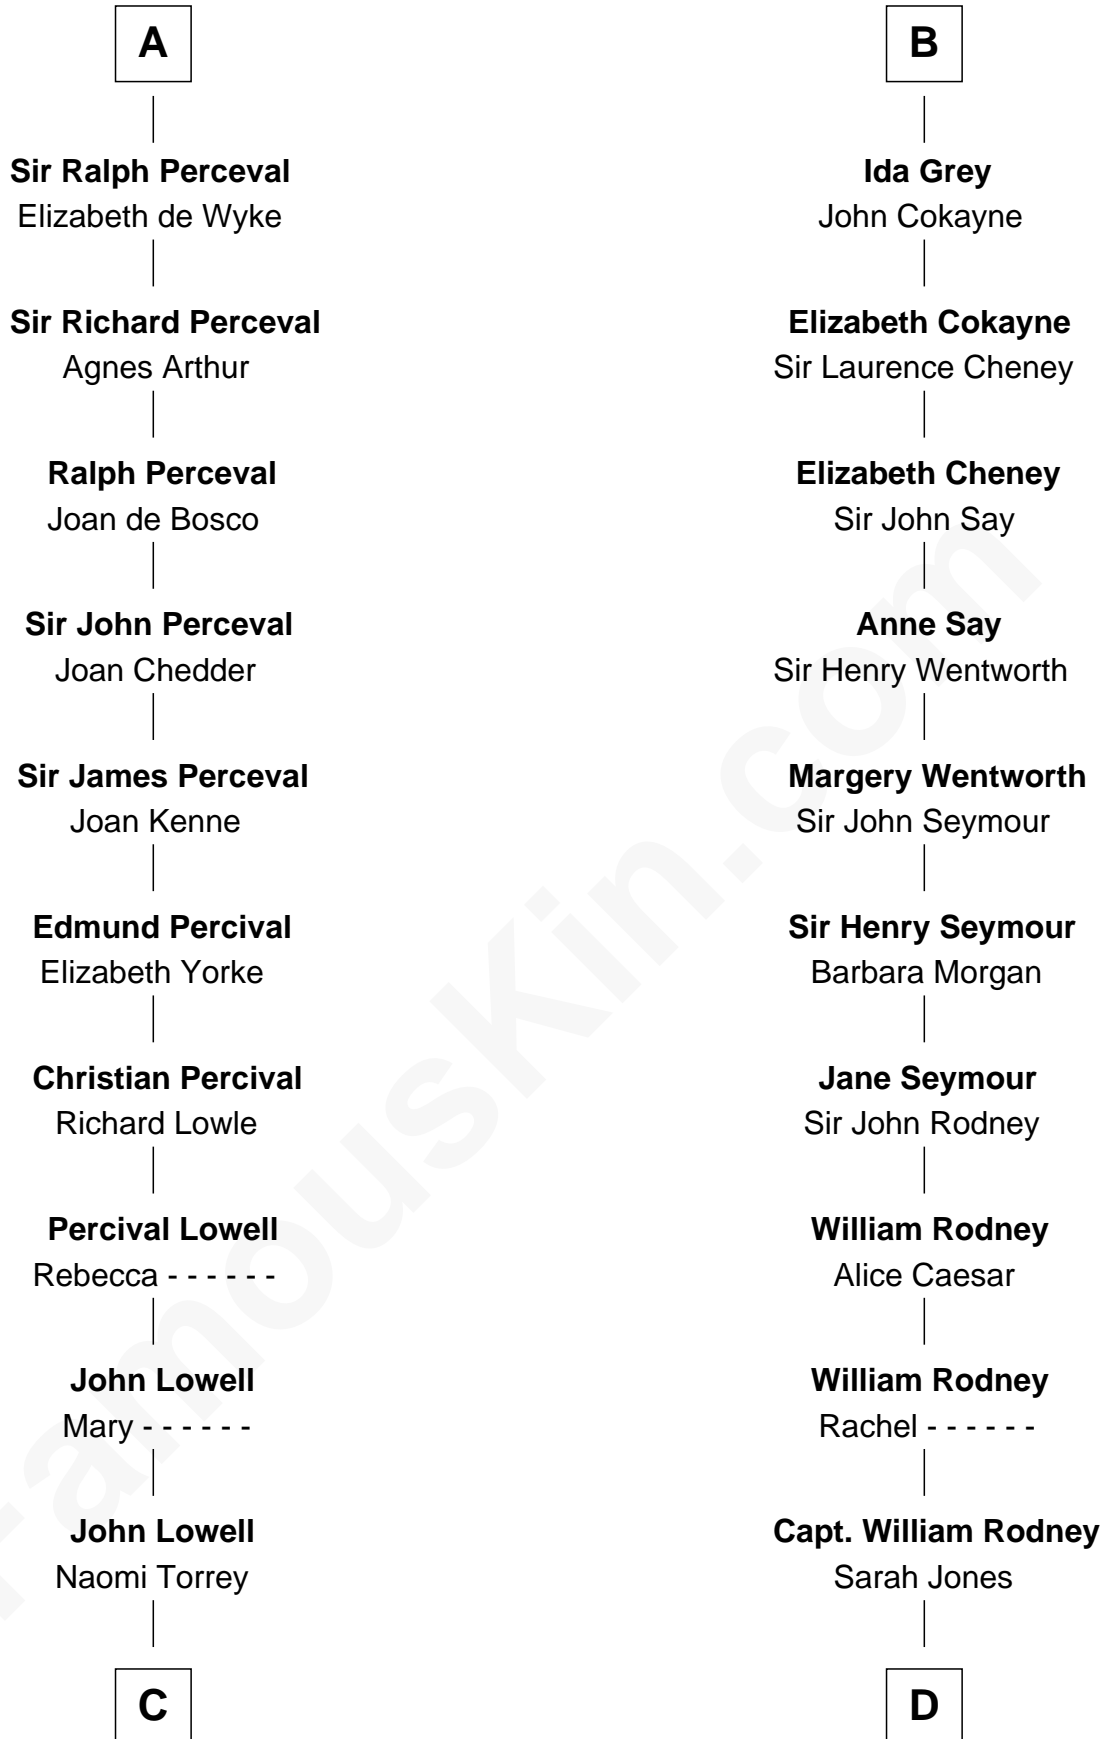 A
Sir Ralph Perceval
Elizabeth de Wyke
Sir Richard Perceval
Agnes Arthur
Ralph Perceval
Joan de Bosco
Sir John Perceval
Joan Chedder
Sir James Perceval
Joan Kenne
Edmund Percival
Elizabeth Yorke
Christian Percival
Richard Lowle
Percival Lowell
Rebecca - - - - - -
John Lowell
Mary - - - - - -
John Lowell
Naomi Torrey
C
B
Ida Grey
John Cokayne
Elizabeth Cokayne
Sir Laurence Cheney
Elizabeth Cheney
Sir John Say
Anne Say
Sir Henry Wentworth
Margery Wentworth
Sir John Seymour
Sir Henry Seymour
Barbara Morgan
Jane Seymour
Sir John Rodney
William Rodney
Alice Caesar
William Rodney
Rachel - - - - - -
Capt. William Rodney
Sarah Jones
D
FamousKin.com